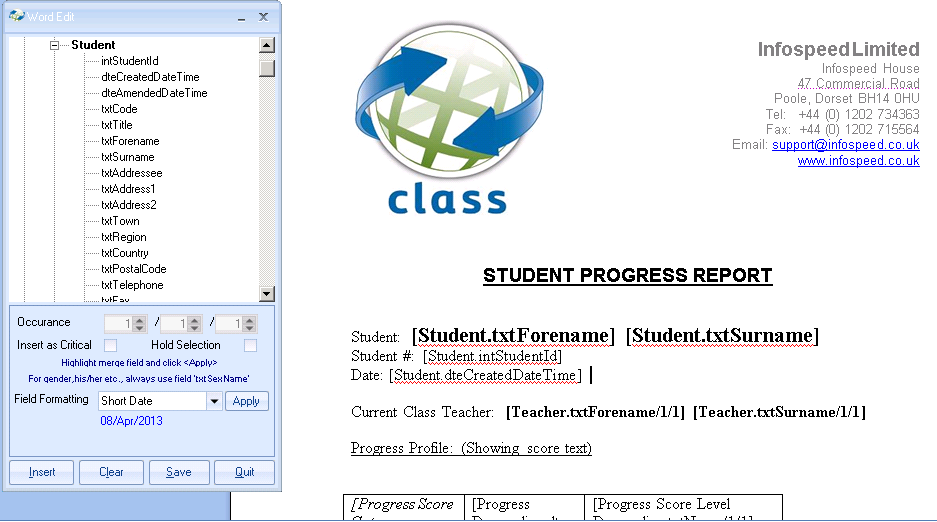 Word Edit
Student
intStudentId
dteCreatedDateTime
dteAmendedDateTime
txtCode
txtTitle
txtForename
txtSurname
txtAddressee
txtAddress1
txtAddress2
txtTown
txtRegion
txtCountry
txtPostalCode
txtTelephone
txtFax
Occurance 1 / 1 / 1
Insert as Critical Hold Selection
Highlight merge field and click <Apply>
For gender,his/her etc., always use field 'txtSexName'
Field Formatting Short Date Apply
08/Apr/2013
Insert Clear Save Quit
class
Infospeed Limited
Infospeed House
47 Commercial Road
Poole, Dorset BH14 0HU
Tel: +44 (0) 1202 734363
Fax: +44 (0) 1202 715564
Email: support@infospeed.co.uk
www.infospeed.co.uk
STUDENT PROGRESS REPORT
Student: [Student.txtForename] [Student.txtSurname]
Student #: [Student.intStudentId]
Date: [Student.dteCreatedDateTime]
Current Class Teacher: [Teacher.txtForename/1/1] [Teacher.txtSurname/1/1]
Progress Profile: (Showing score text)
[Progress Score [Progress [Progress Score Level